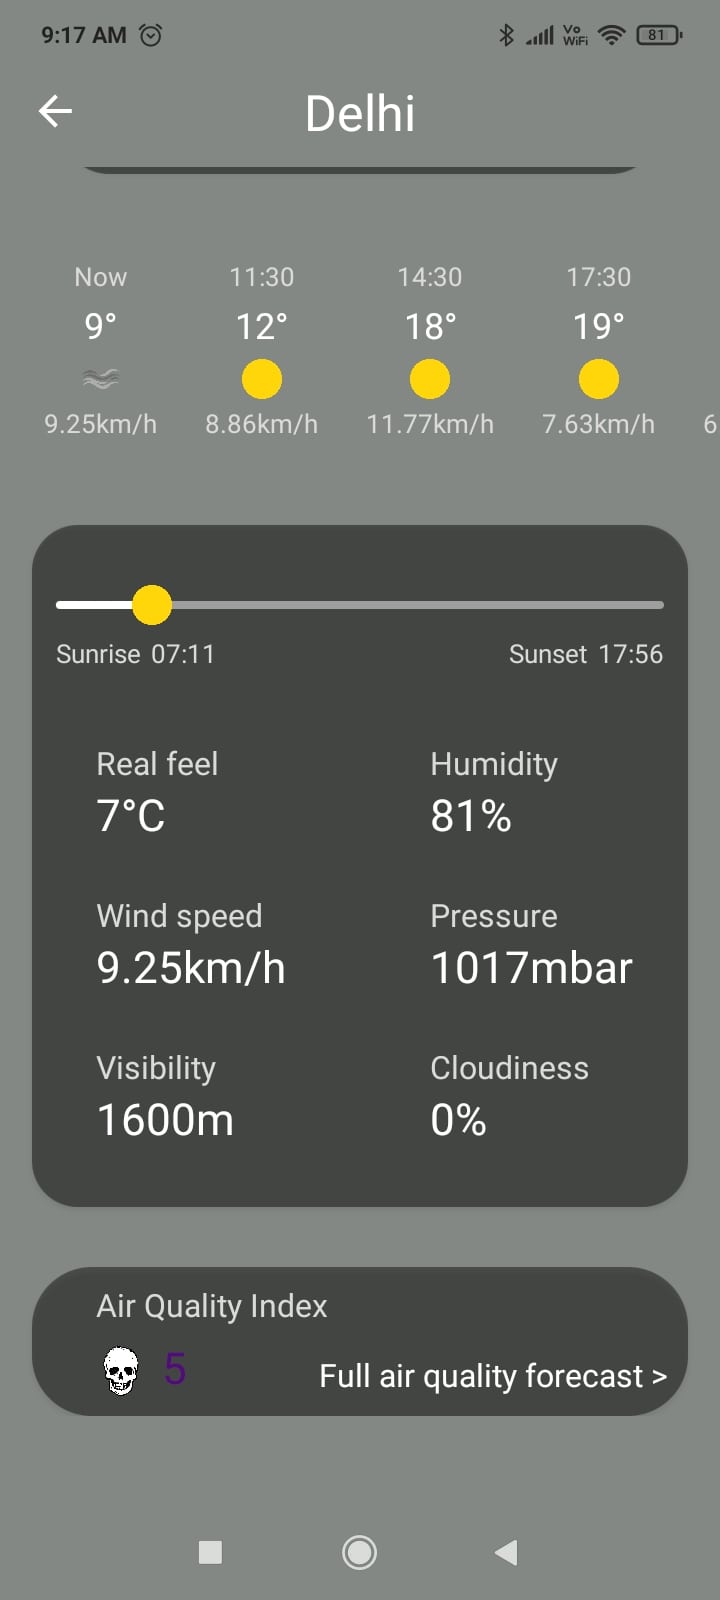 9:17 AM Vo WiFi 81
Delhi
Now 11:30 14:30 17:30
9° 12° 18° 19°
9.25km/h 8.86km/h 11.77km/h 7.63km/h 6
Sunrise 07:11 Sunset 17:56
Real feel Humidity
7°C 81%
Wind speed Pressure
9.25km/h 1017mbar
Visibility Cloudiness
1600m 0%
Air Quality Index
5 Full air quality forecast >